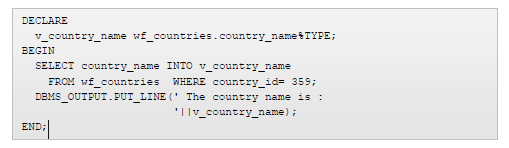 DECLARE
v_country_name wf_countries.country_name%TYPE;
BEGIN
SELECT country_name INTO v_country_name
FROM wf_countries WHERE country_id= 359;
DBMS_OUTPUT.PUT_LINE(' The country name is :
'||v_country_name);
END;